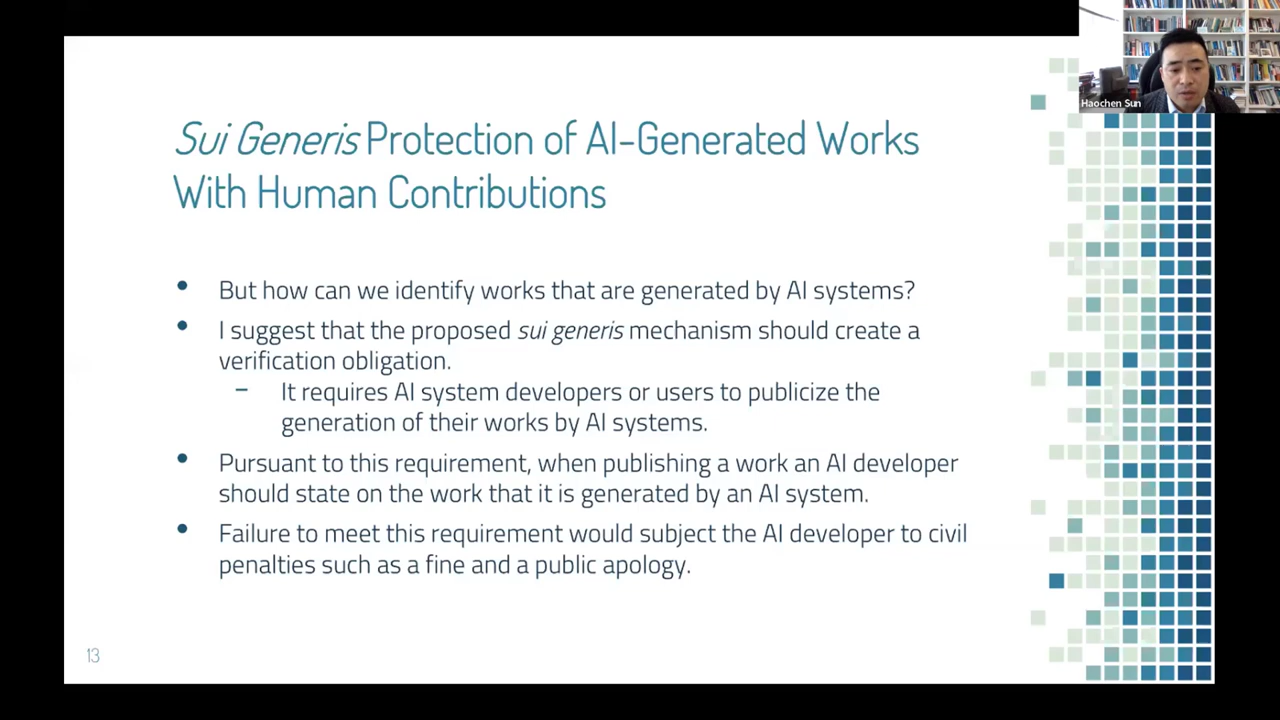 Haochen Sun
Sui Generis Protection of AI-Generated Works
With Human Contributions
• But how can we identify works that are generated by AI systems?
• I suggest that the proposed sui generis mechanism should create a
verification obligation.
– It requires AI system developers or users to publicize the
generation of their works by AI systems.
• Pursuant to this requirement, when publishing a work an AI developer
should state on the work that it is generated by an AI system.
• Failure to meet this requirement would subject the AI developer to civil
penalties such as a fine and a public apology.
13